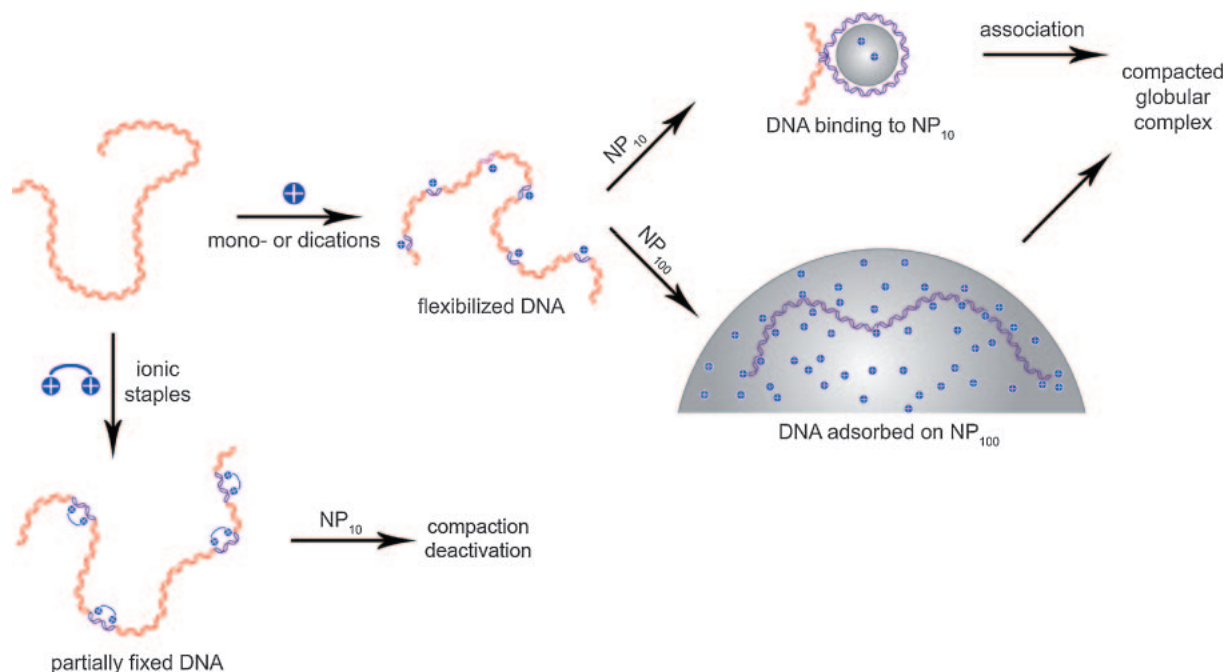 association
compacted
globular
complex
DNA binding to NP10
NP10
mono- or dications
flexibilized DNA
NP100
DNA adsorbed on NP100
ionic
staples
NP10
compaction
deactivation
partially fixed DNA